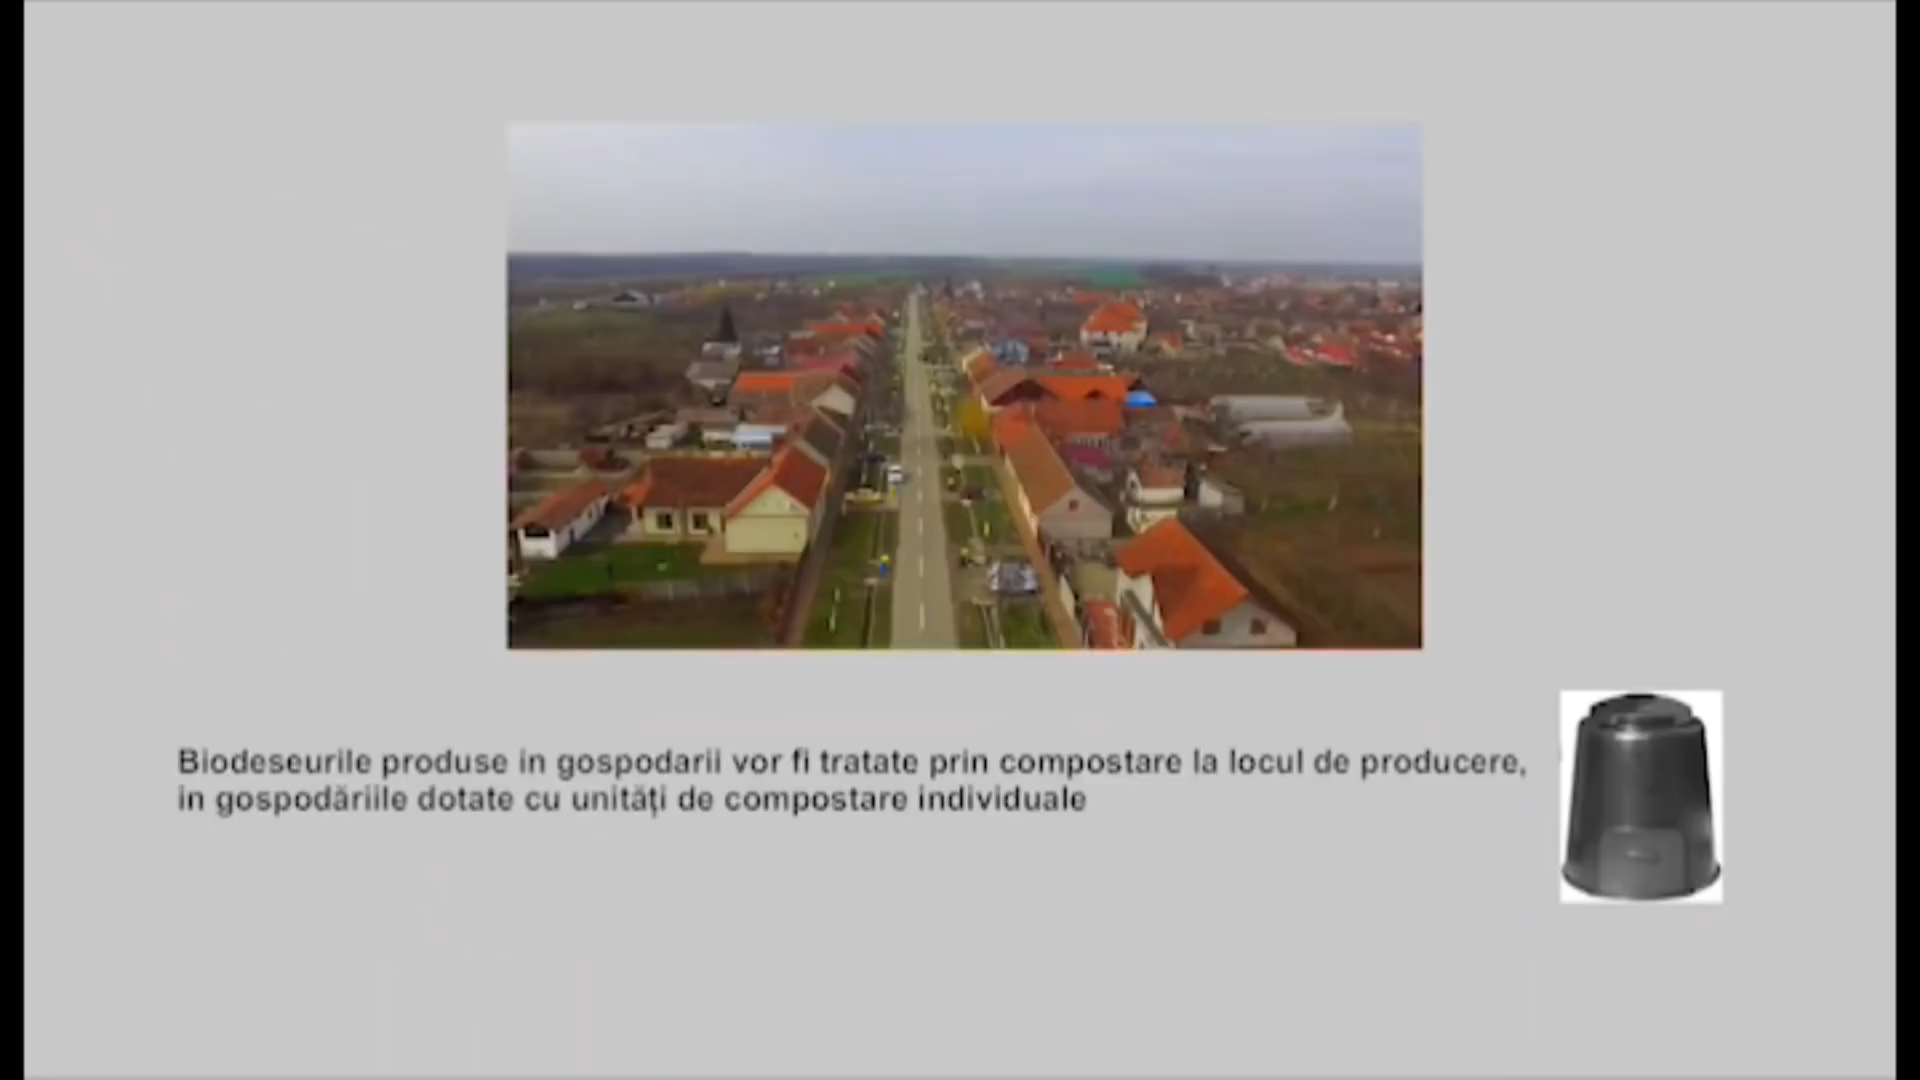 Biodeseurile produse in gospodarii vor fi tratate prin compostare la locul de producere,
in gospodăriile dotate cu unități de compostare individuale